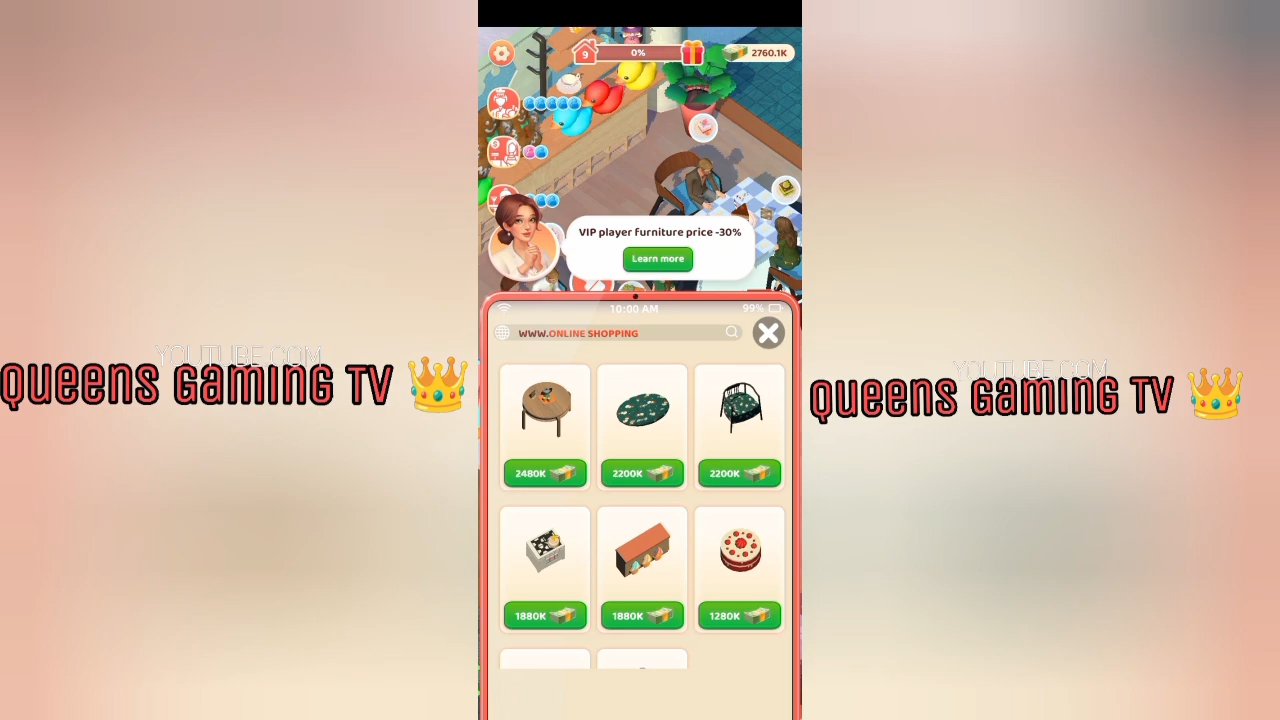 9
0%
2760.1K
VIP player furniture price -30%
Learn more
10:00 AM
99%
WWW.ONLINE SHOPPING
2480K
2200K
2200K
1880K
1880K
1280K
YOUTUBE.COM
QUEENS GAMING TV
YOUTUBE.COM
QUEENS GAMING TV